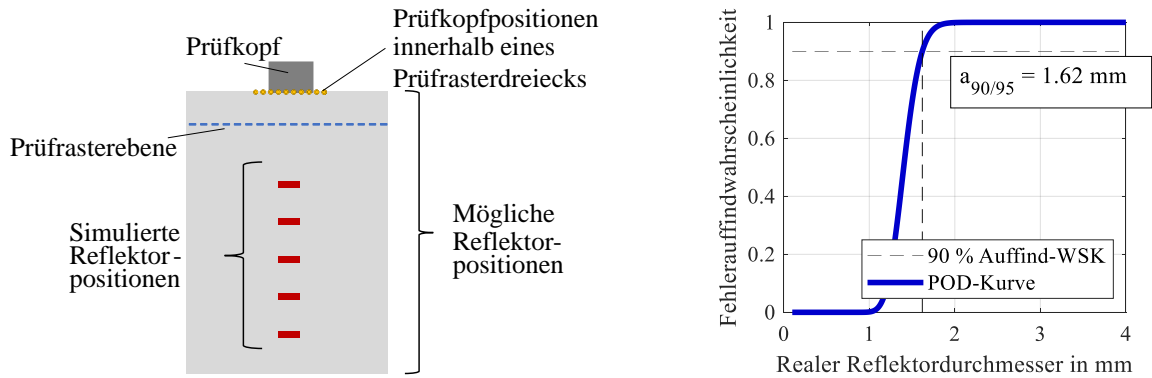 Prüfkopf
Prüfkopfpositionen
innerhalb eines
Prüfrasterdreiecks
Prüfrasterebene
Simulierte
Reflektor-
positionen
Mögliche
Reflektor-
positionen
Fehlerauffindwahrscheinlichkeit
1
0.8
0.6
0.4
0.2
0
a90/95 = 1.62 mm
90 % Auffind-WSK
POD-Kurve
0 1 2 3 4
Realer Reflektordurchmesser in mm